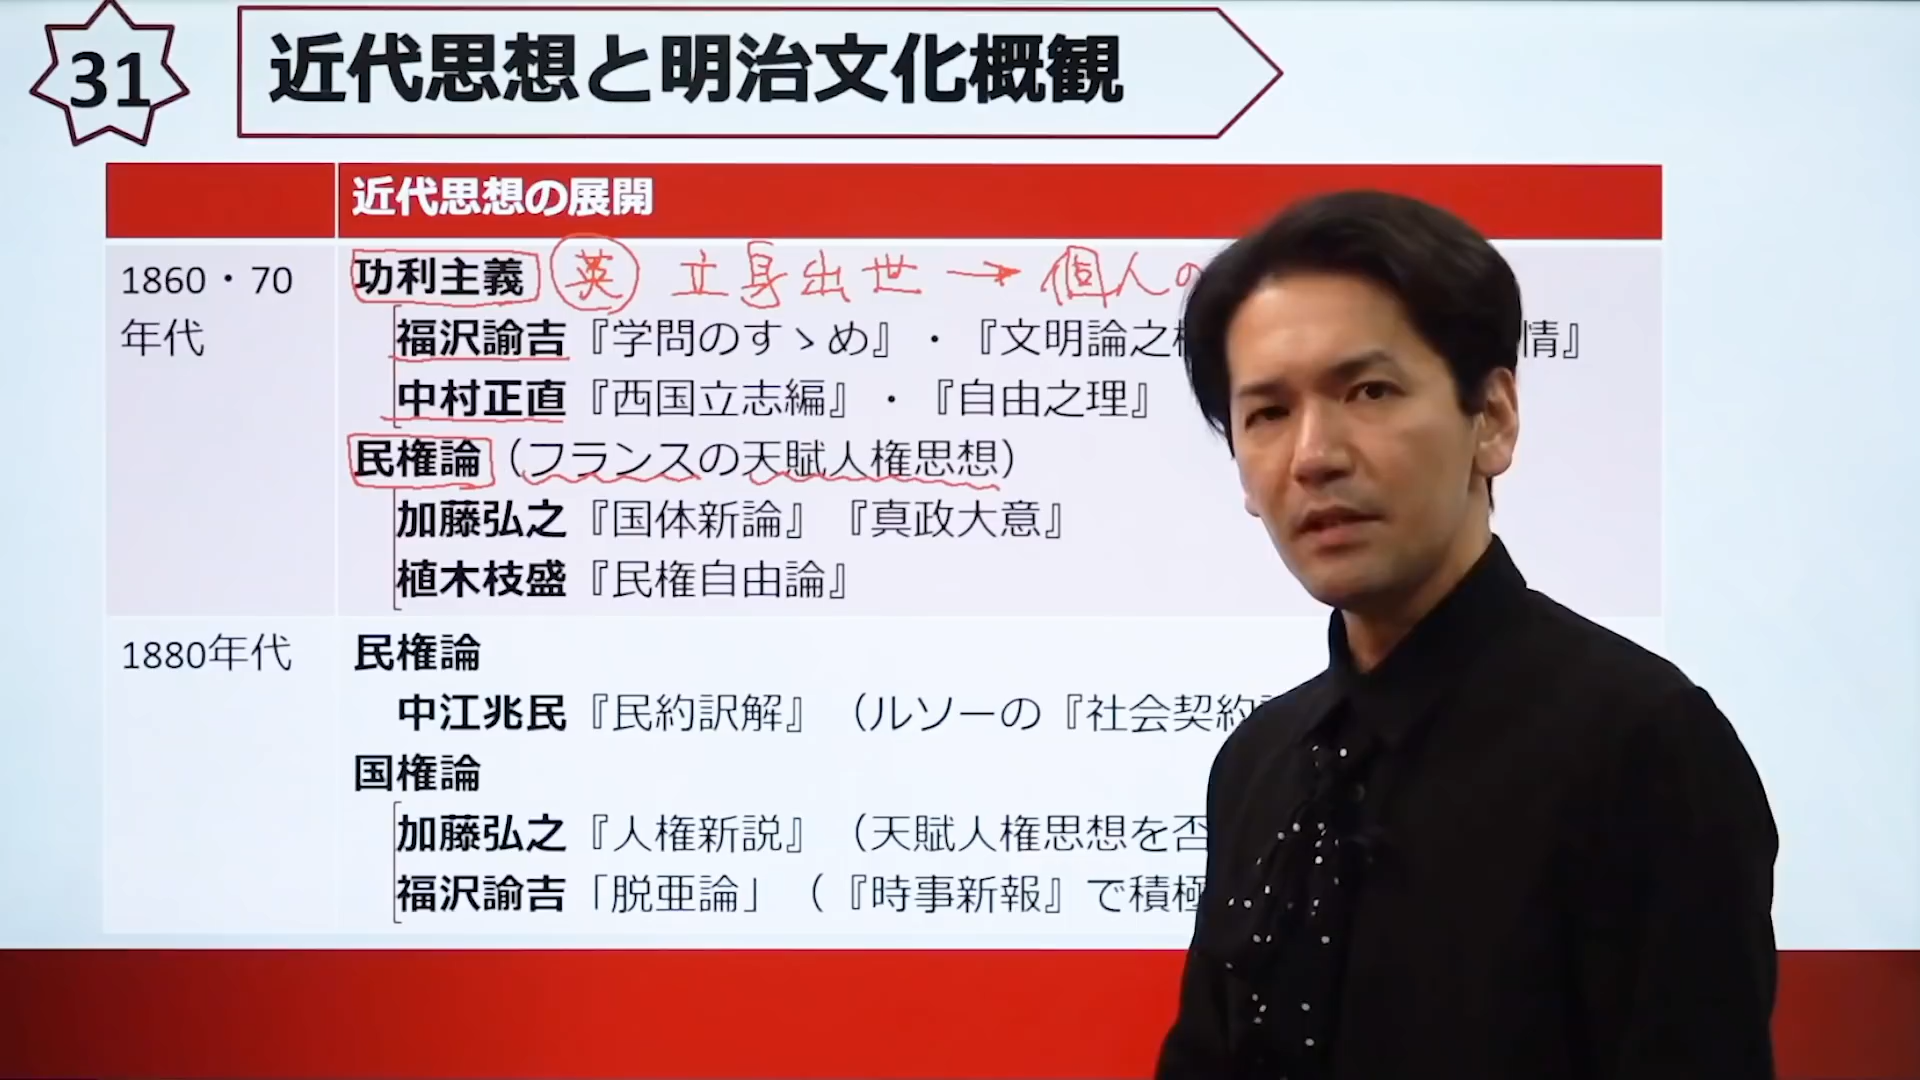 31
近代思想と明治文化概観
近代思想の展開
1860・70年代
功利主義 英 立身出世→個人の
福沢諭吉『学問のすゝめ』・『文明論之 情』
中村正直『西国立志編』・『自由之理』
民権論（フランスの天賦人権思想）
加藤弘之『国体新論』『真政大意』
植木枝盛『民権自由論』
1880年代
民権論
中江兆民『民約訳解』（ルソーの『社会契約
国権論
加藤弘之『人権新説』（天賦人権思想を否
福沢諭吉「脱亜論」（『時事新報』で積極